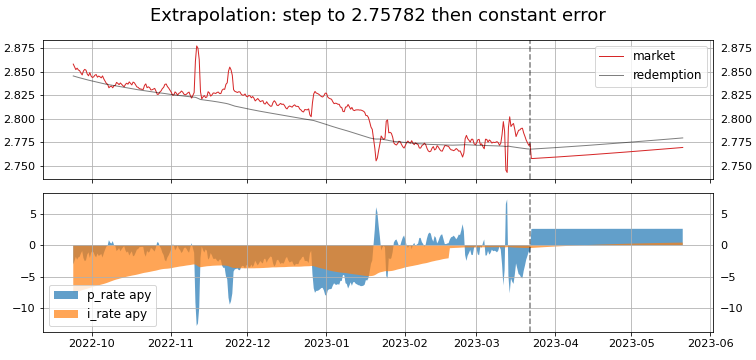 Extrapolation: step to 2.75782 then constant error
2.875 2.875
2.850 2.850
2.825 2.825
2.800 2.800
2.775 2.775
2.750 2.750
market
redemption
5 5
0 0
−5 −5
−10 −10
p_rate apy
i_rate apy
2022-10 2022-11 2022-12 2023-01 2023-02 2023-03 2023-04 2023-05 2023-06